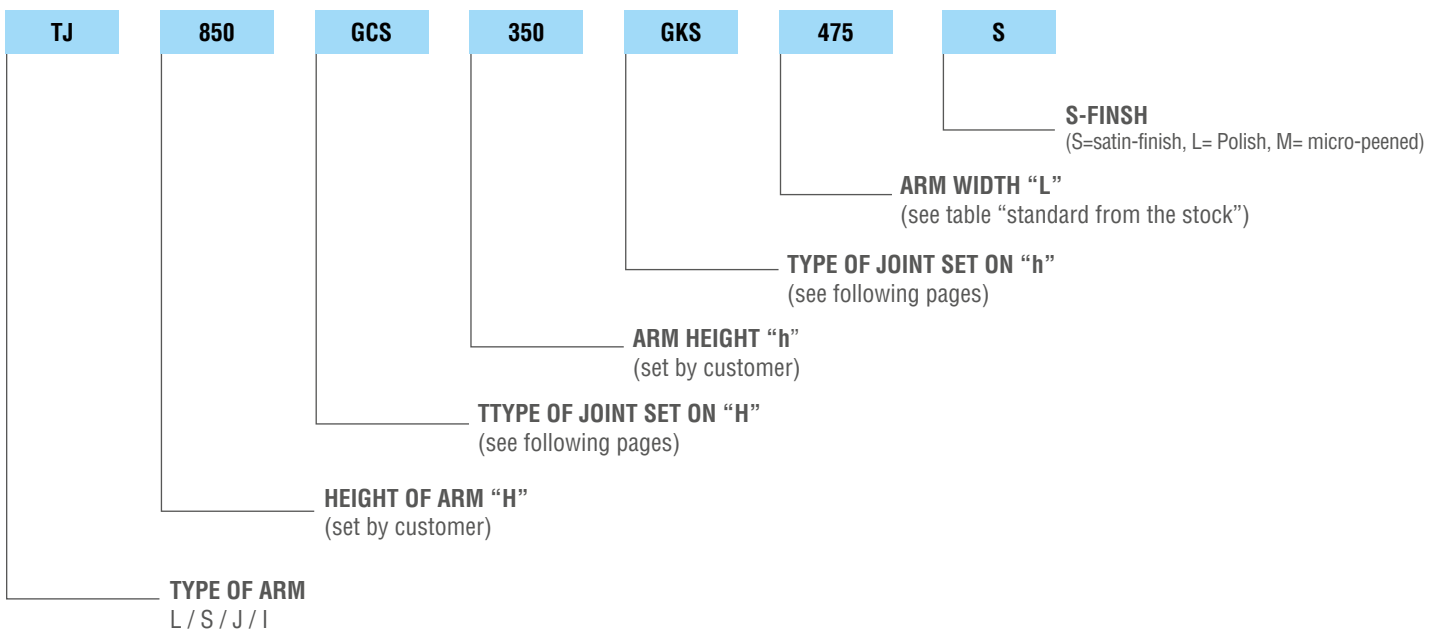 TJ 850 GCS 350 GKS 475 S
S-FINSH
(S=satin-finish, L= Polish, M= micro-peened)
ARM WIDTH “L”
(see table “standard from the stock”)
TYPE OF JOINT SET ON “h”
(see following pages)
ARM HEIGHT “h”
(set by customer)
TTYPE OF JOINT SET ON “H”
(see following pages)
HEIGHT OF ARM “H”
(set by customer)
TYPE OF ARM
L / S / J / I